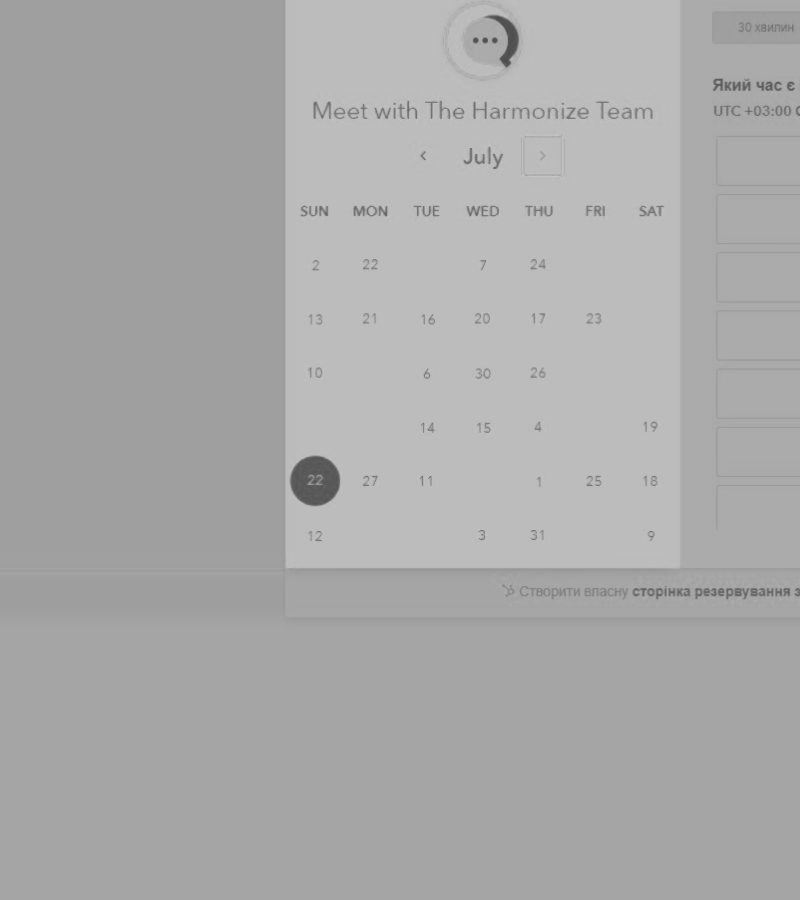 30 хвилин
Meet with The Harmonize Team
Який час є
UTC +03:00
‹ July ›
SUN MON TUE WED THU FRI SAT
2 22 7 24
13 21 16 20 17 23
10 6 30 26
14 15 4 19
22 27 11 1 25 18
12 3 31 9
Створити власну сторінка резервування з